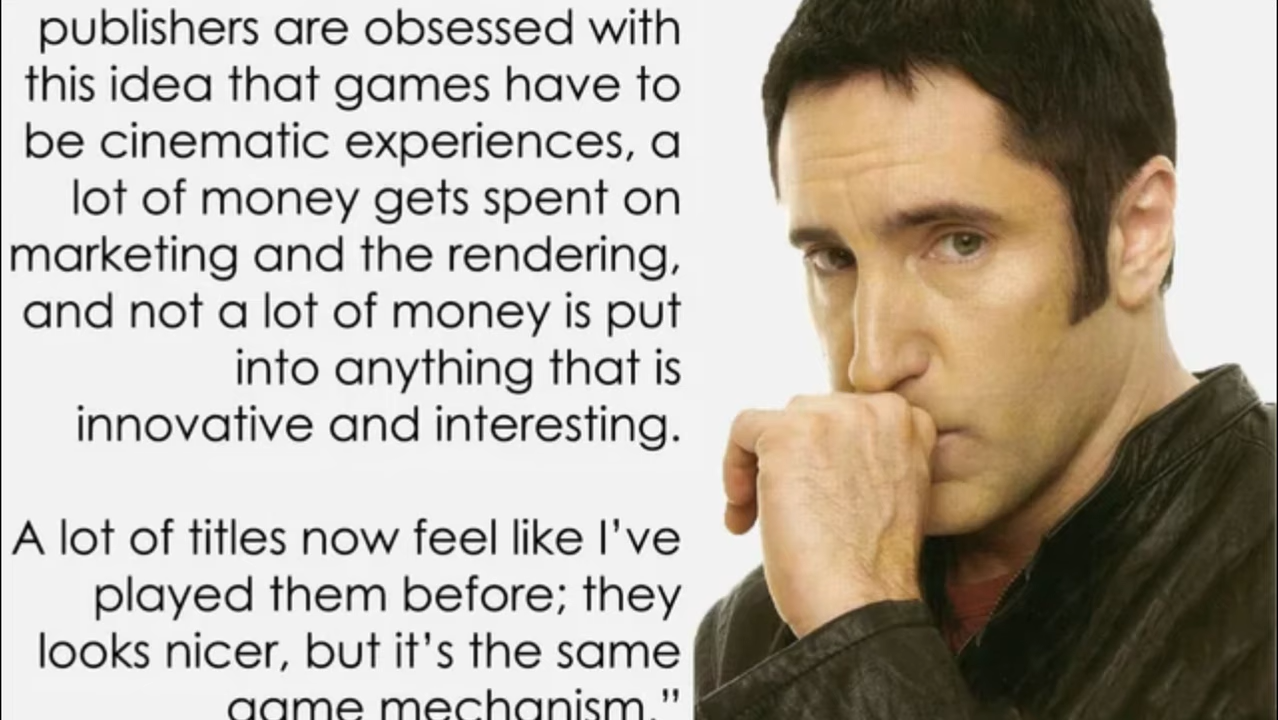 publishers are obsessed with
this idea that games have to
be cinematic experiences, a
lot of money gets spent on
marketing and the rendering,
and not a lot of money is put
into anything that is
innovative and interesting.
A lot of titles now feel like I’ve
played them before; they
looks nicer, but it’s the same
game mechanism.”